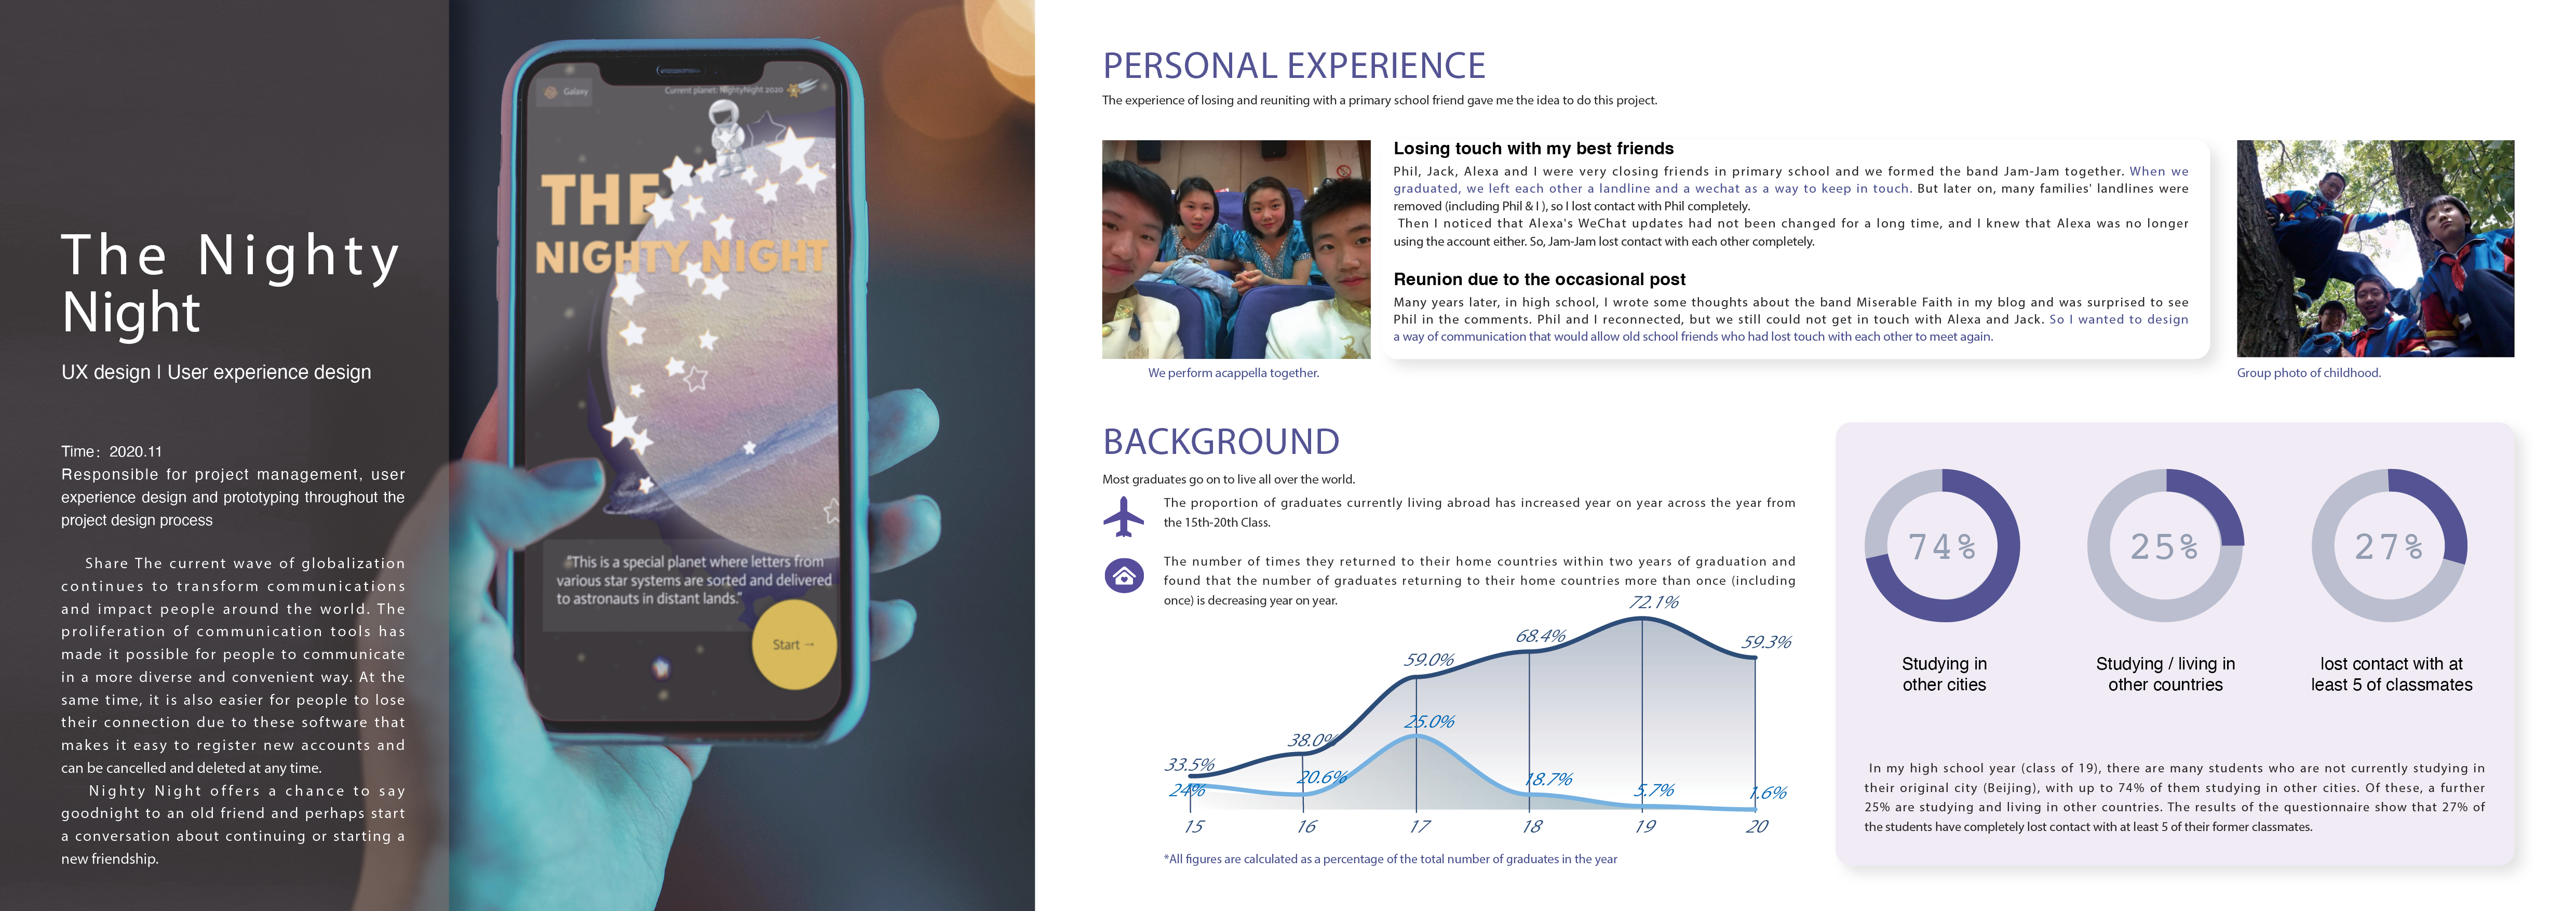 The Nighty
Night
UX design | User experience design
Time：2020.11
Responsible for project management, user
experience design and prototyping throughout the
project design process
Share The current wave of globalization
continues to transform communications
and impact people around the world. The
proliferation of communication tools has
made it possible for people to communicate
in a more diverse and convenient way. At the
same time, it is also easier for people to lose
their connection due to these software that
makes it easy to register new accounts and
can be cancelled and deleted at any time.
Nighty Night offers a chance to say
goodnight to an old friend and perhaps start
a conversation about continuing or starting a
new friendship.
Galaxy
Current planet: NightyNight 2020
THE
NIGHTY NIGHT
"This is a special planet where letters from
various star systems are sorted and delivered
to astronauts in distant lands."
Start →
PERSONAL EXPERIENCE
The experience of losing and reuniting with a primary school friend gave me the idea to do this project.
We perform acappella together.
Losing touch with my best friends
Phil, Jack, Alexa and I were very closing friends in primary school and we formed the band Jam-Jam together. When we
graduated, we left each other a landline and a wechat as a way to keep in touch. But later on, many families' landlines were
removed (including Phil & I ), so I lost contact with Phil completely.
Then I noticed that Alexa's WeChat updates had not been changed for a long time, and I knew that Alexa was no longer
using the account either. So, Jam-Jam lost contact with each other completely.
Reunion due to the occasional post
Many years later, in high school, I wrote some thoughts about the band Miserable Faith in my blog and was surprised to see
Phil in the comments. Phil and I reconnected, but we still could not get in touch with Alexa and Jack. So I wanted to design
a way of communication that would allow old school friends who had lost touch with each other to meet again.
Group photo of childhood.
BACKGROUND
Most graduates go on to live all over the world.
The proportion of graduates currently living abroad has increased year on year across the year from
the 15th-20th Class.
The number of times they returned to their home countries within two years of graduation and
found that the number of graduates returning to their home countries more than once (including
once) is decreasing year on year.
33.5%
38.0%
59.0%
68.4%
72.1%
59.3%
24%
20.6%
25.0%
18.7%
5.7%
1.6%
15
16
17
18
19
20
*All figures are calculated as a percentage of the total number of graduates in the year
74%
25%
27%
Studying in
other cities
Studying / living in
other countries
lost contact with at
least 5 of classmates
In my high school year (class of 19), there are many students who are not currently studying in
their original city (Beijing), with up to 74% of them studying in other cities. Of these, a further
25% are studying and living in other countries. The results of the questionnaire show that 27% of
the students have completely lost contact with at least 5 of their former classmates.